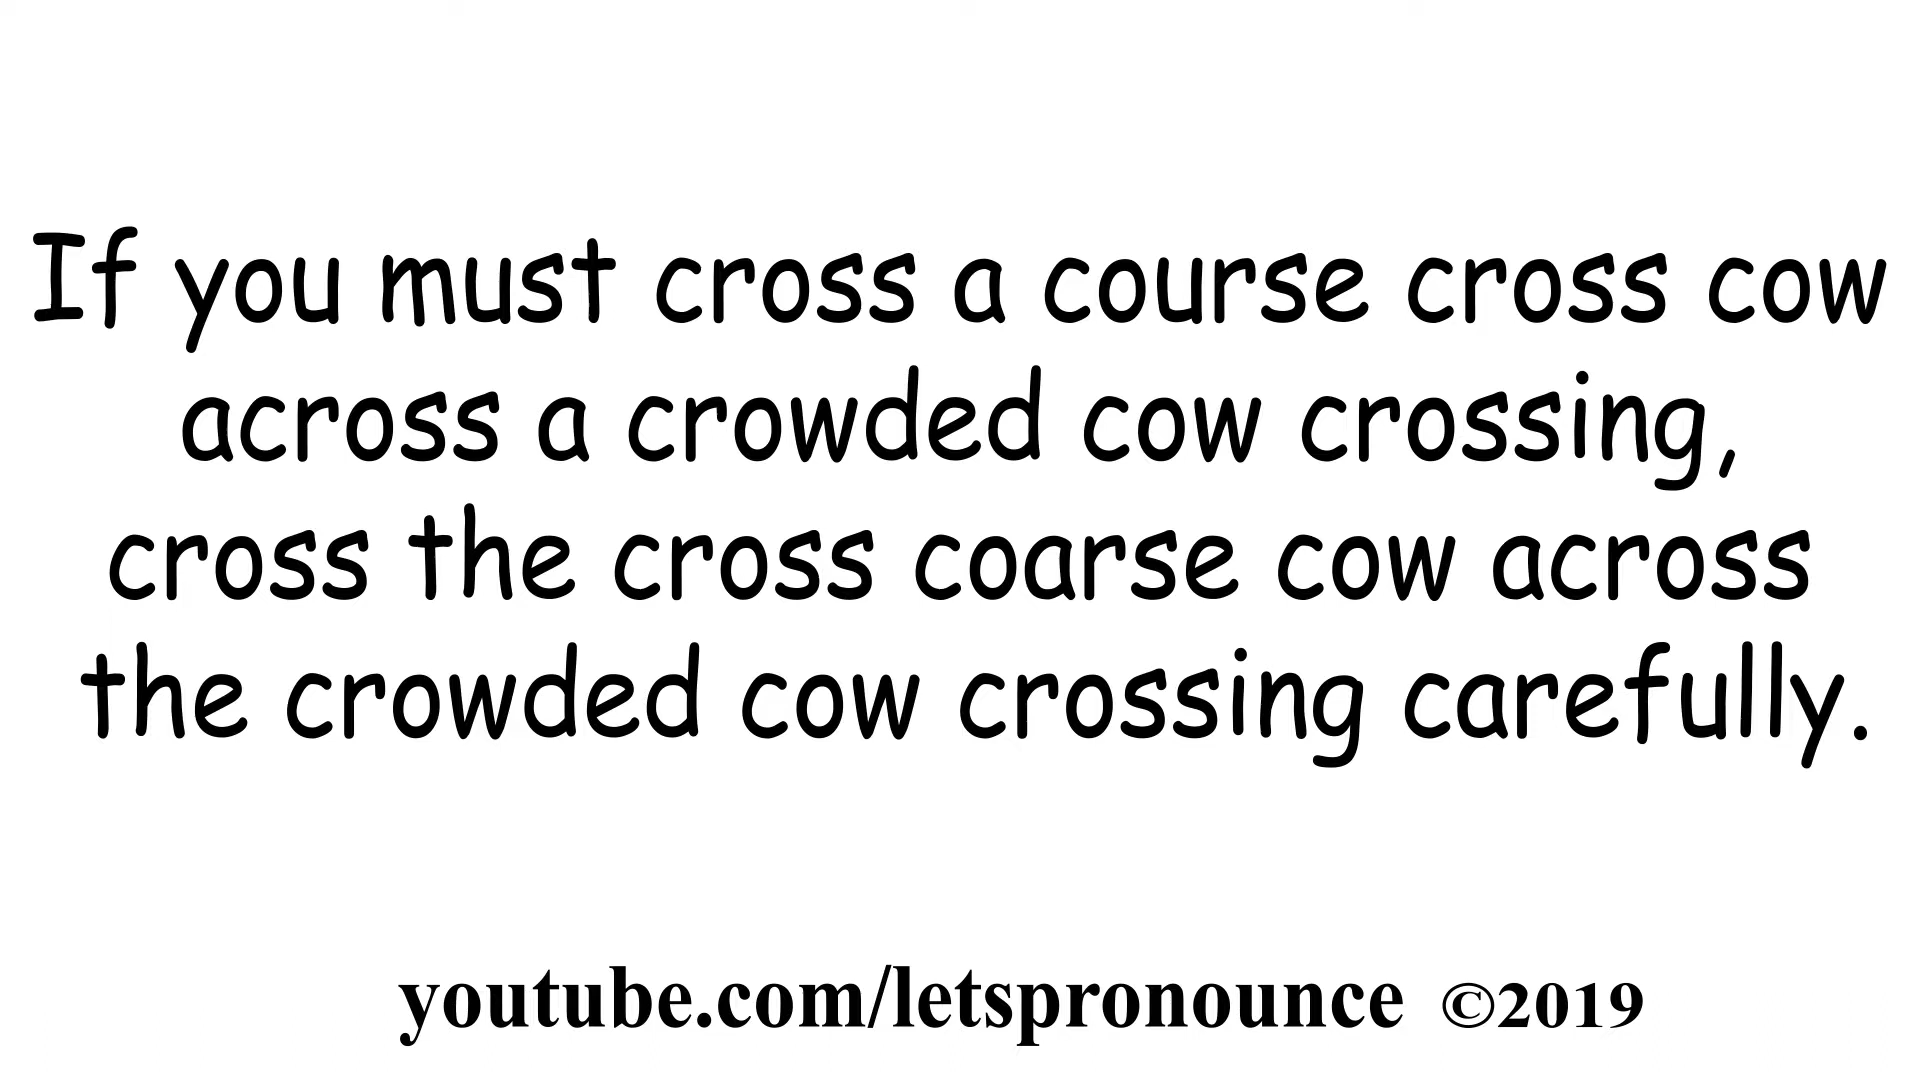 If you must cross a course cross cow
across a crowded cow crossing,
cross the cross coarse cow across
the crowded cow crossing carefully.
youtube.com/letspronounce ©2019